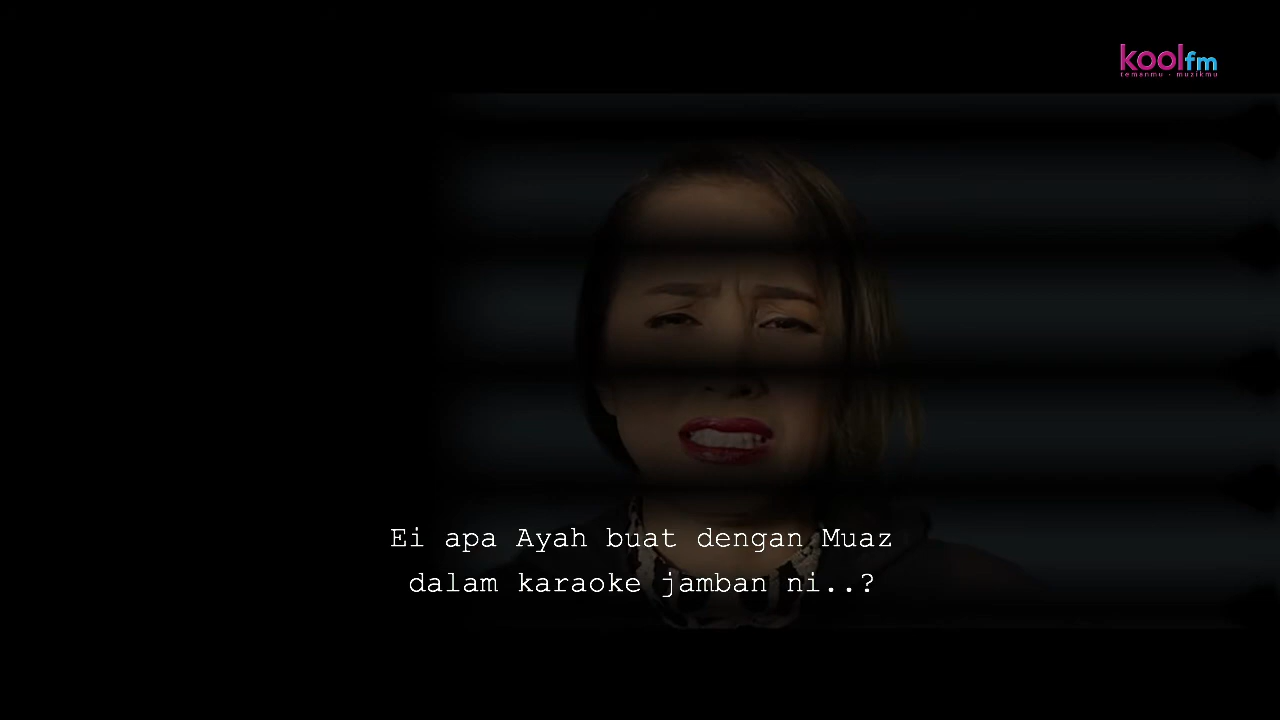 koolfm
temanmu • muzikmu
Ei apa Ayah buat dengan Muaz
dalam karaoke jamban ni..?